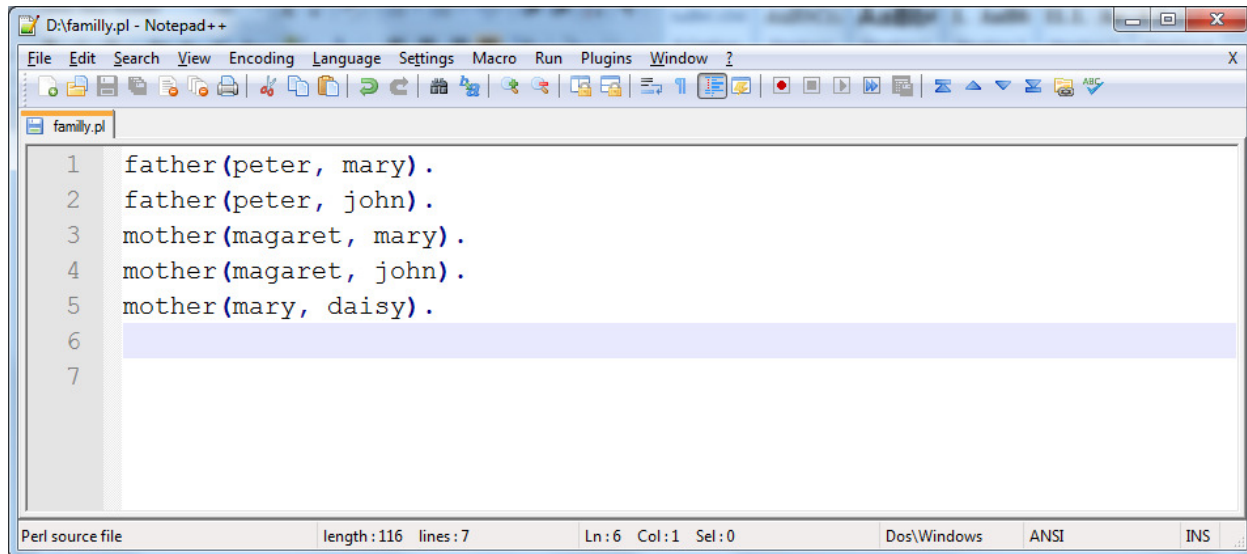 D:\familly.pl - Notepad++
File Edit Search View Encoding Language Settings Macro Run Plugins Window ? X
familly.pl
1 father(peter, mary).
2 father(peter, john).
3 mother(magaret, mary).
4 mother(magaret, john).
5 mother(mary, daisy).
6
7
Perl source file length : 116 lines : 7 Ln : 6 Col : 1 Sel : 0 Dos\Windows ANSI INS